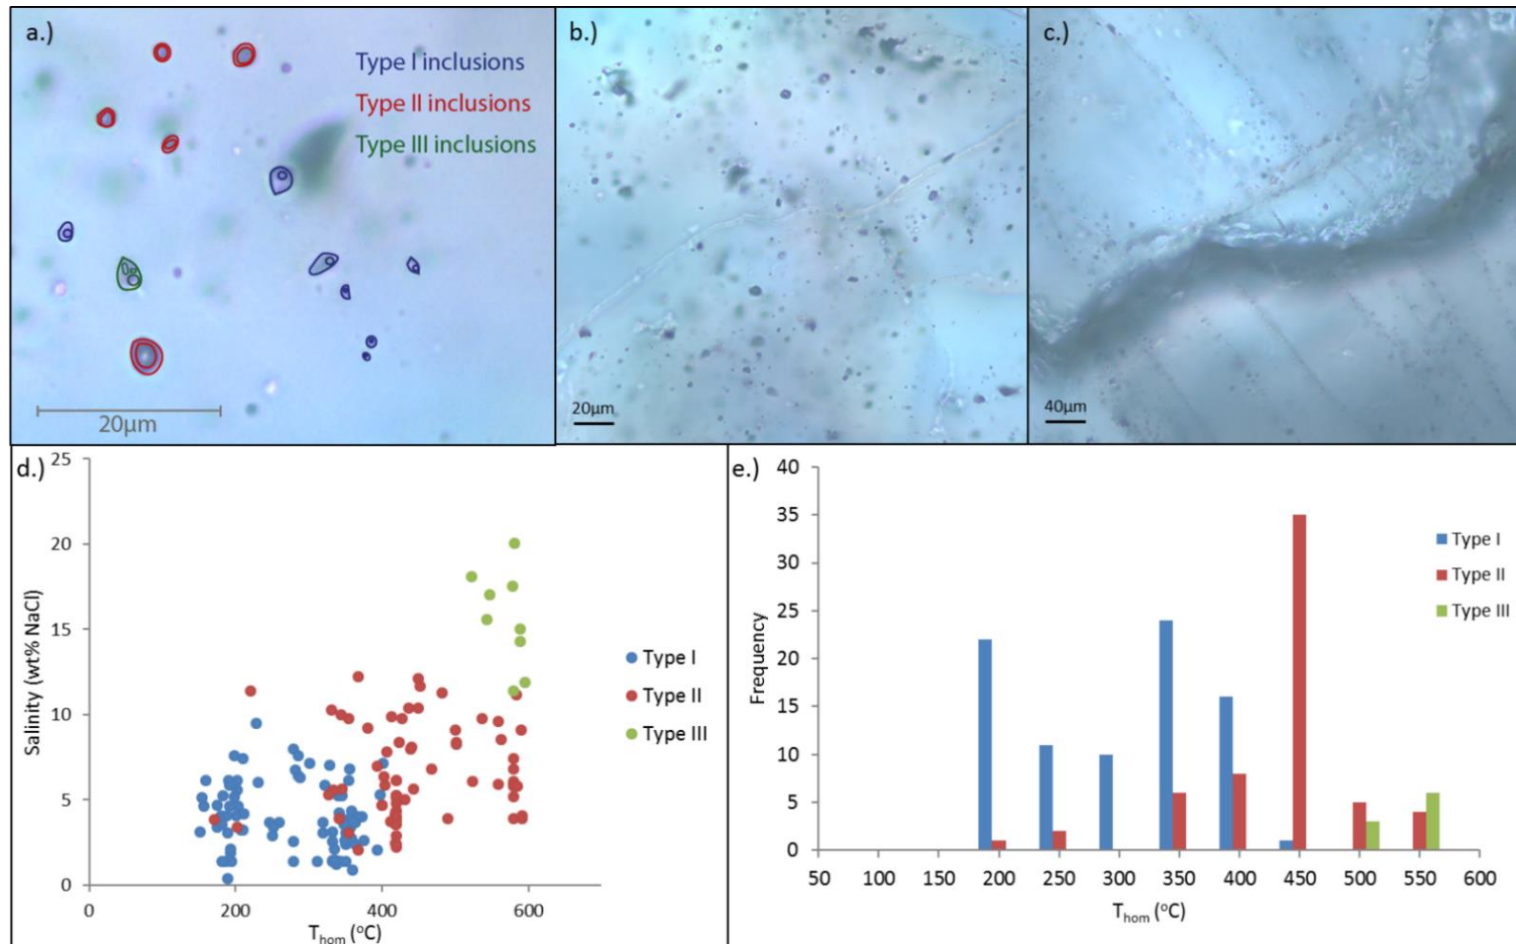 a.)
Type I inclusions
Type II inclusions
Type III inclusions
20μm
b.)
20μm
c.)
40μm
d.)
25
20
15
10
5
0
Salinity (wt% NaCl)
0 200 400 600
Thom (°C)
Type I
Type II
Type III
e.)
40
35
30
25
20
15
10
5
0
Frequency
50 100 150 200 250 300 350 400 450 500 550 600
Thom (°C)
Type I
Type II
Type III